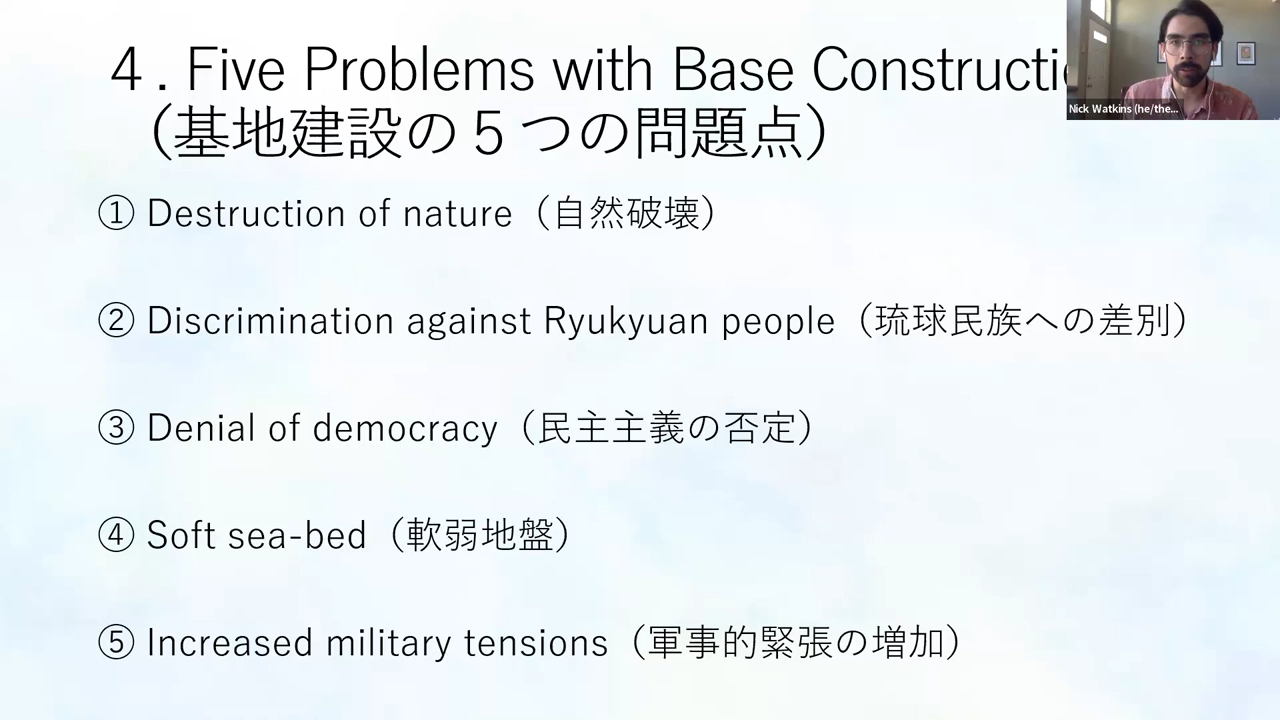 ４. Five Problems with Base Constructi
（基地建設の５つの問題点）
Nick Watkins (he/the...
① Destruction of nature（自然破壊）
② Discrimination against Ryukyuan people（琉球民族への差別）
③ Denial of democracy（民主主義の否定）
④ Soft sea-bed（軟弱地盤）
⑤ Increased military tensions（軍事的緊張の増加）